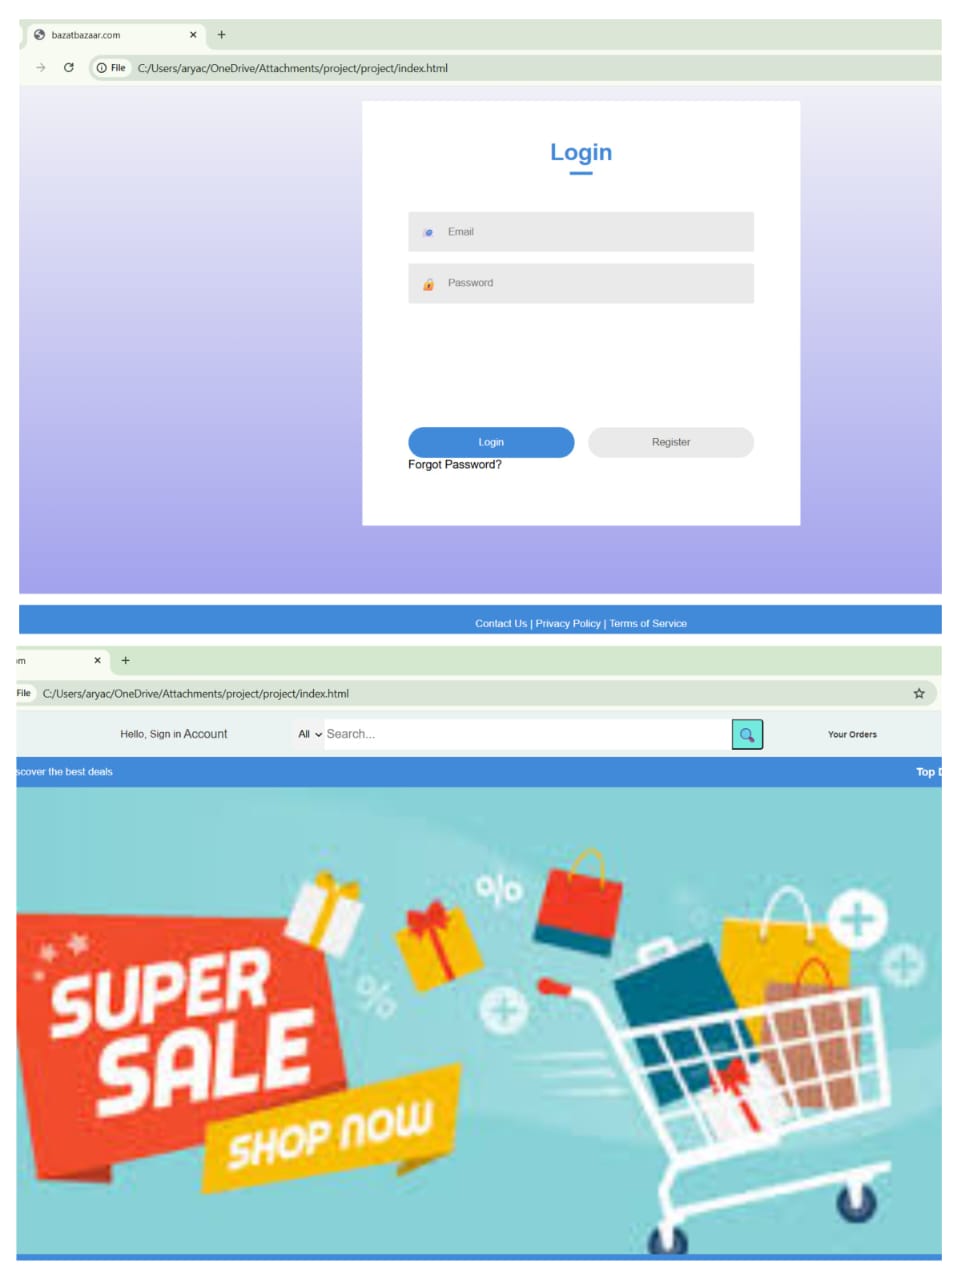 bazatbazaar.com
File C:/Users/aryac/OneDrive/Attachments/project/project/index.html
Login
Email
Password
Login Register
Forgot Password?
Contact Us | Privacy Policy | Terms of Service
File C:/Users/aryac/OneDrive/Attachments/project/project/index.html
Hello, Sign in Account All Search... Your Orders
scover the best deals Top
%
%
SUPER
SALE
SHOP NOW